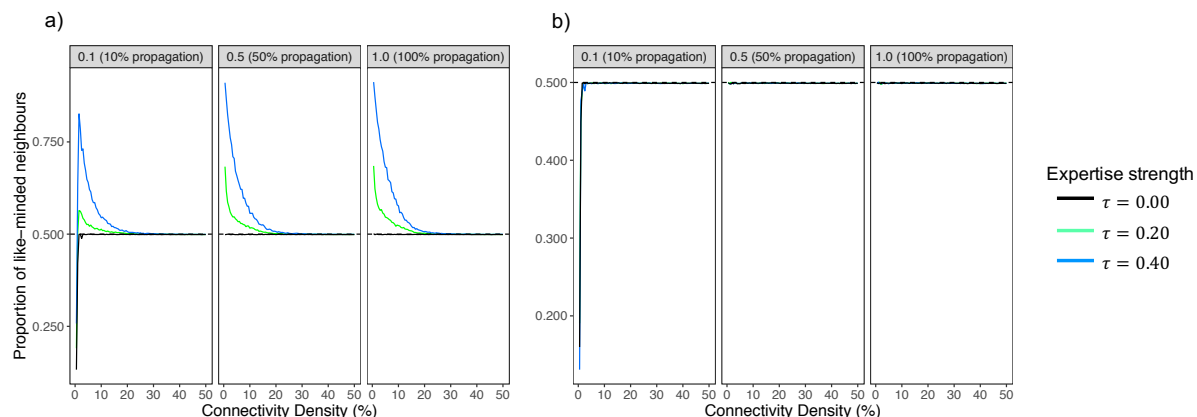 a)
b)
0.1 (10% propagation) 0.5 (50% propagation) 1.0 (100% propagation)
0.1 (10% propagation) 0.5 (50% propagation) 1.0 (100% propagation)
Proportion of like−minded neighbours
0.750
0.500
0.250
0.500
0.400
0.300
0.200
0 10 20 30 40 50 0 10 20 30 40 50 0 10 20 30 40 50
Connectivity Density (%)
0 10 20 30 40 50 0 10 20 30 40 50 0 10 20 30 40 50
Connectivity Density (%)
Expertise strength
τ = 0.00
τ = 0.20
τ = 0.40